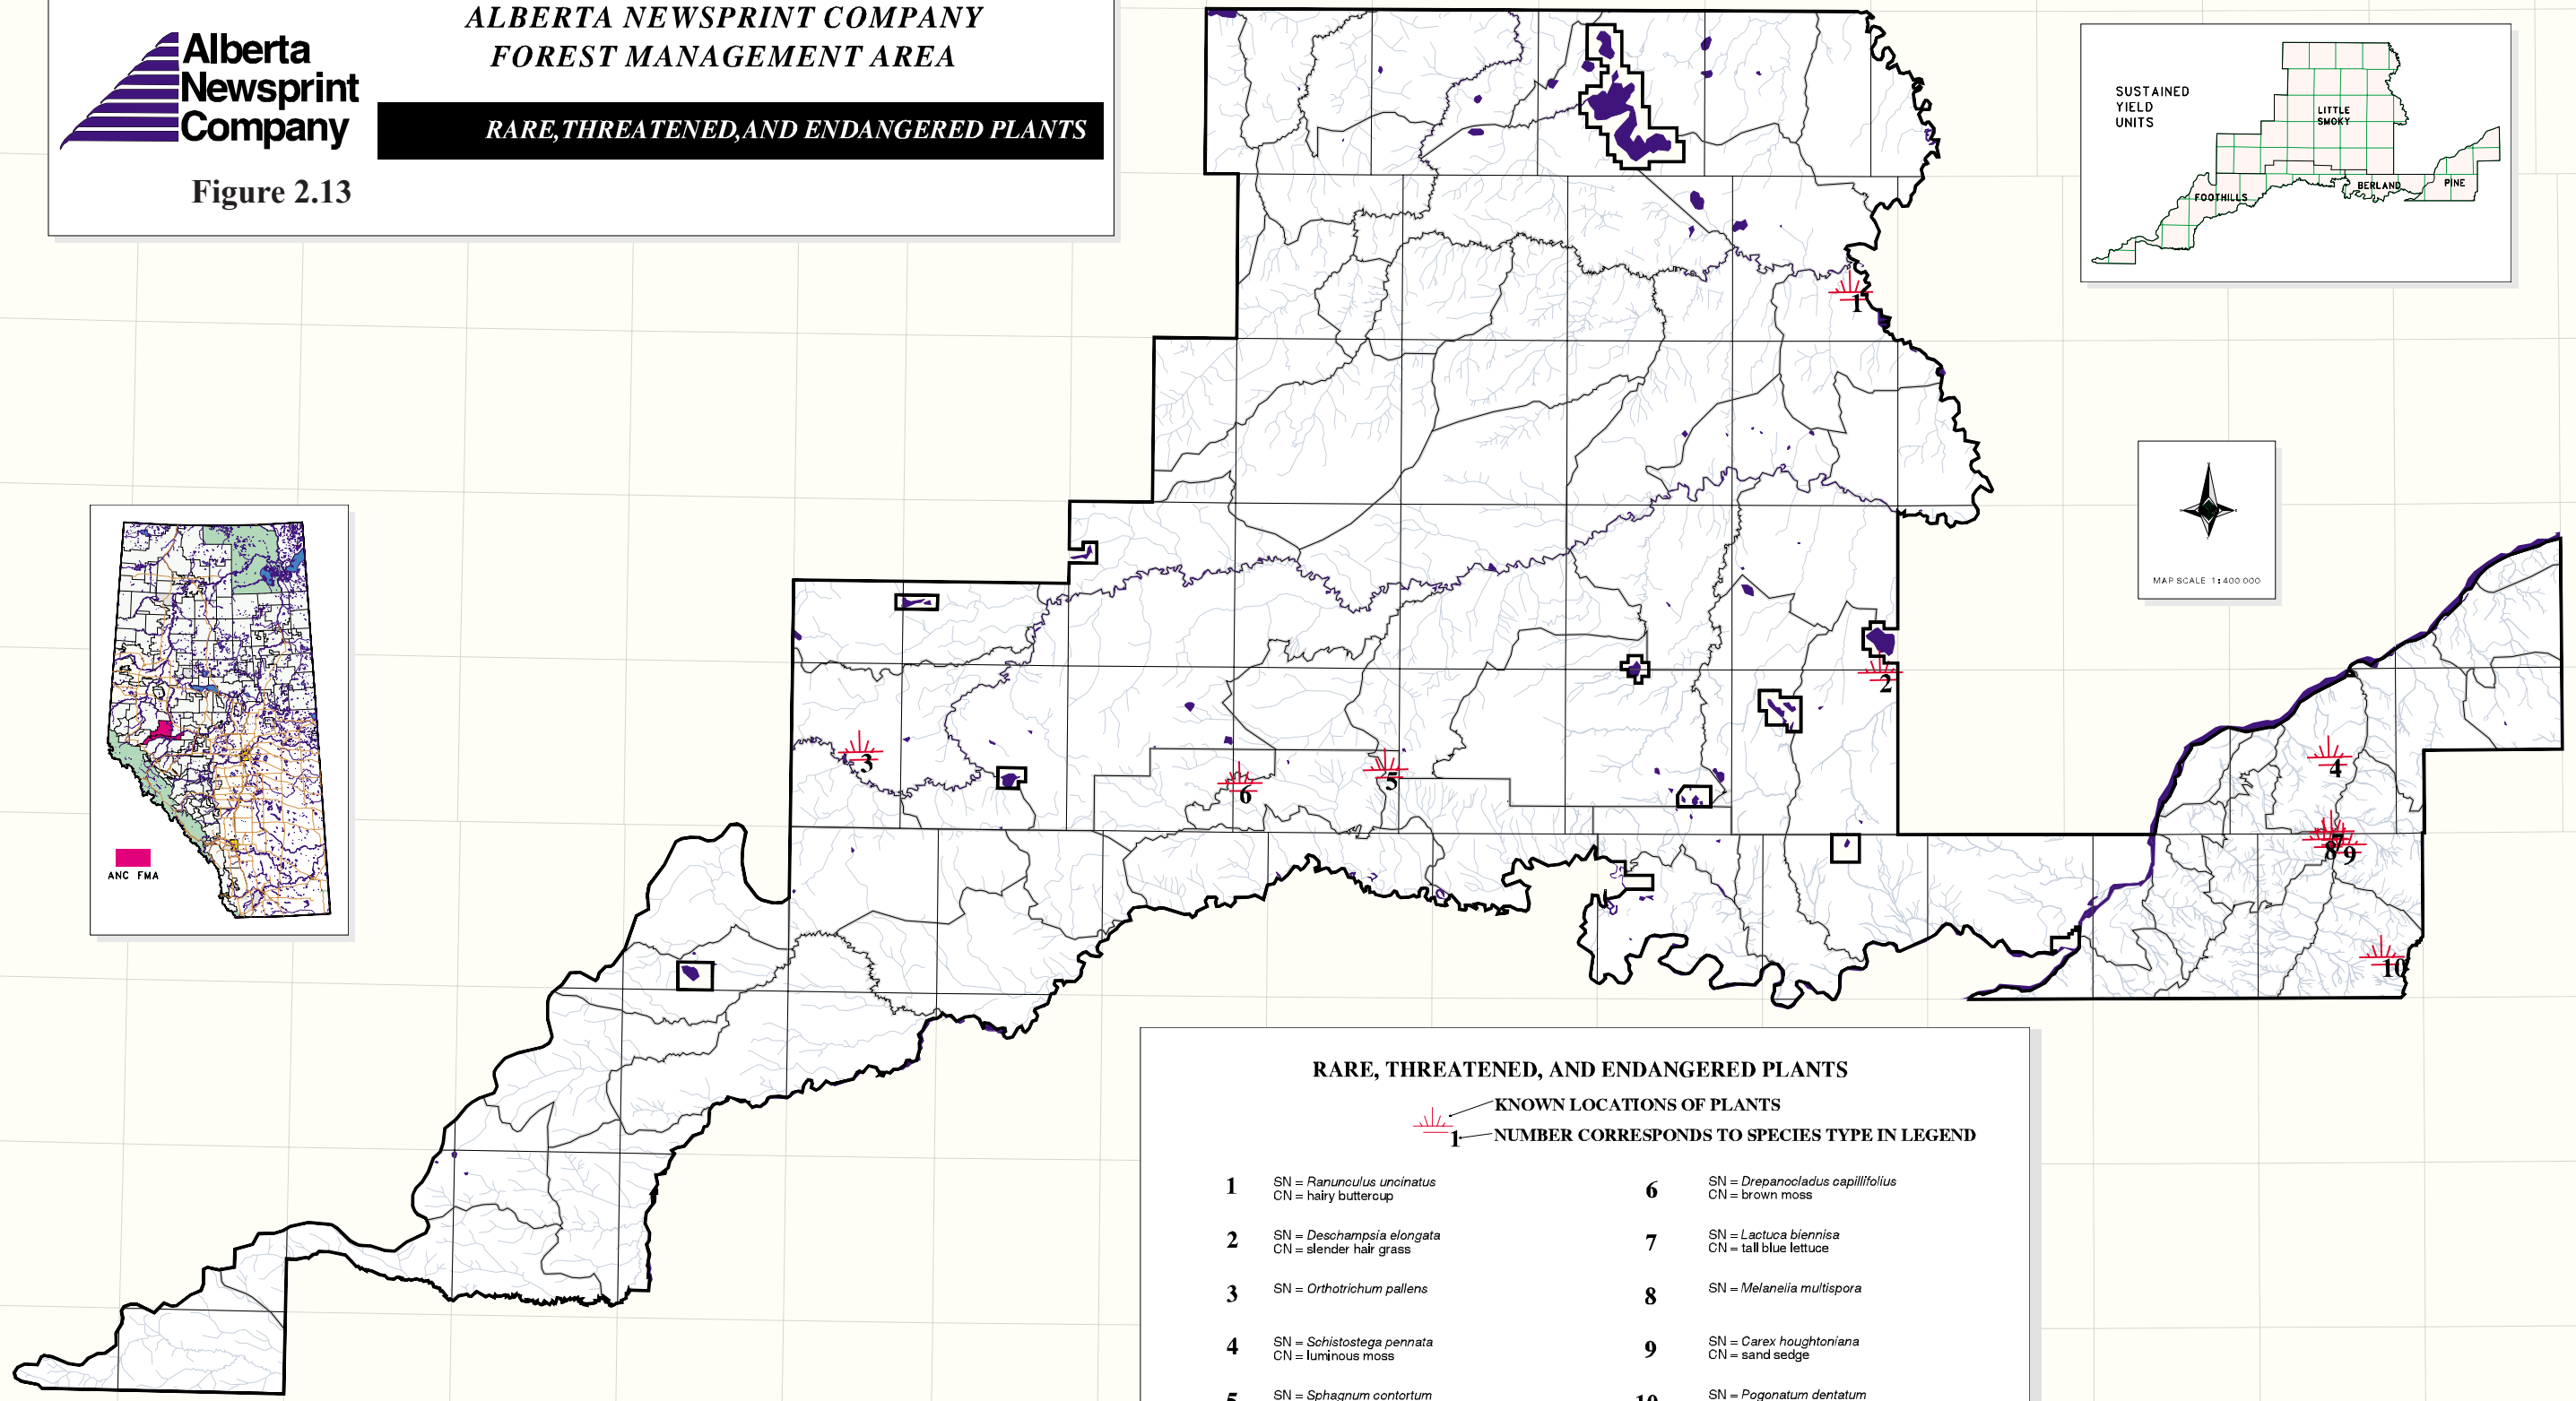 ALBERTA NEWSPRINT COMPANY
FOREST MANAGEMENT AREA
Alberta
Newsprint
Company
RARE,THREATENED,AND ENDANGERED PLANTS
Figure 2.13
SUSTAINED
YIELD
UNITS
LITTLE
SMOKY
FOOTHILLS
BERLAND
PINE
MAP SCALE 1:400 000
ANC FMA
1
2
3
4
5
6
7
8
9
10
RARE, THREATENED, AND ENDANGERED PLANTS
KNOWN LOCATIONS OF PLANTS
1 NUMBER CORRESPONDS TO SPECIES TYPE IN LEGEND
1 SN = Ranunculus uncinatus
CN = hairy buttercup
2 SN = Deschampsia elongata
CN = slender hair grass
3 SN = Orthotrichum pallens
4 SN = Schistostega pennata
CN = luminous moss
5 SN = Sphagnum contortum
6 SN = Drepanocladus capillifolius
CN = brown moss
7 SN = Lactuca biennisa
CN = tall blue lettuce
8 SN = Melanelia multispora
9 SN = Carex houghtoniana
CN = sand sedge
10 SN = Pogonatum dentatum